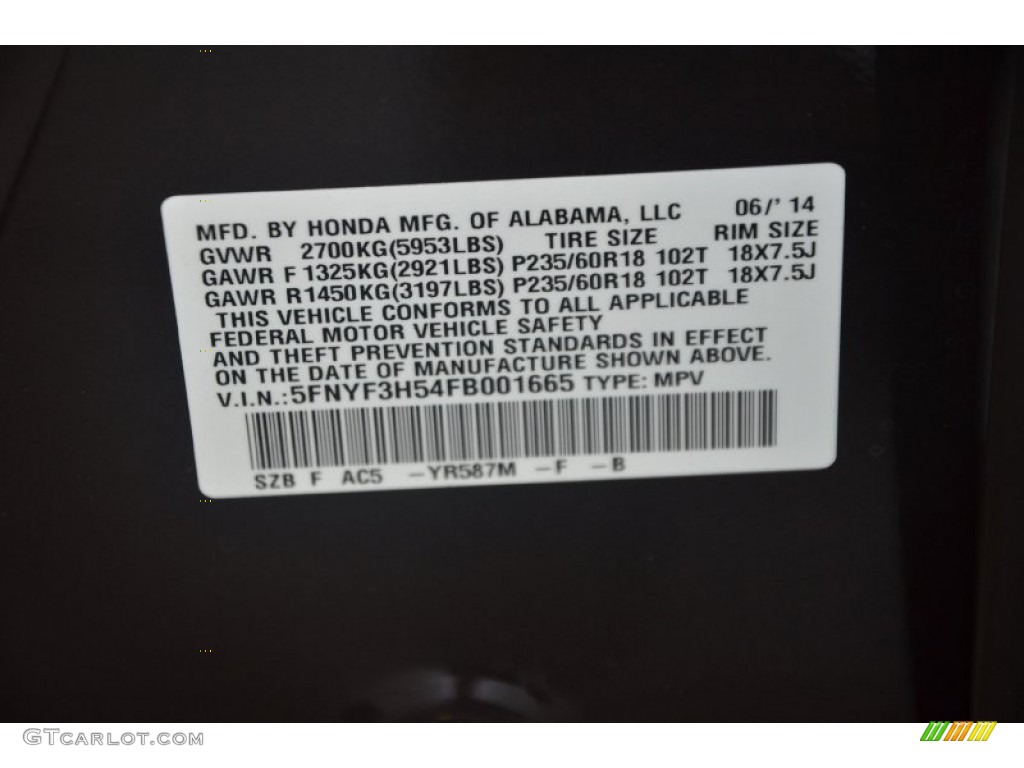 MFD. BY HONDA MFG. OF ALABAMA, LLC 06/' 14
GVWR 2700KG(5953LBS) TIRE SIZE RIM SIZE
GAWR F 1325KG(2921LBS) P235/60R18 102T 18X7.5J
GAWR R1450KG(3197LBS) P235/60R18 102T 18X7.5J
THIS VEHICLE CONFORMS TO ALL APPLICABLE
FEDERAL MOTOR VEHICLE SAFETY
AND THEFT PREVENTION STANDARDS IN EFFECT
ON THE DATE OF MANUFACTURE SHOWN ABOVE.
V.I.N.:5FNYF3H54FB001665 TYPE: MPV
SZB F AC5 -YR587M -F -B
GTCARLOT.COM